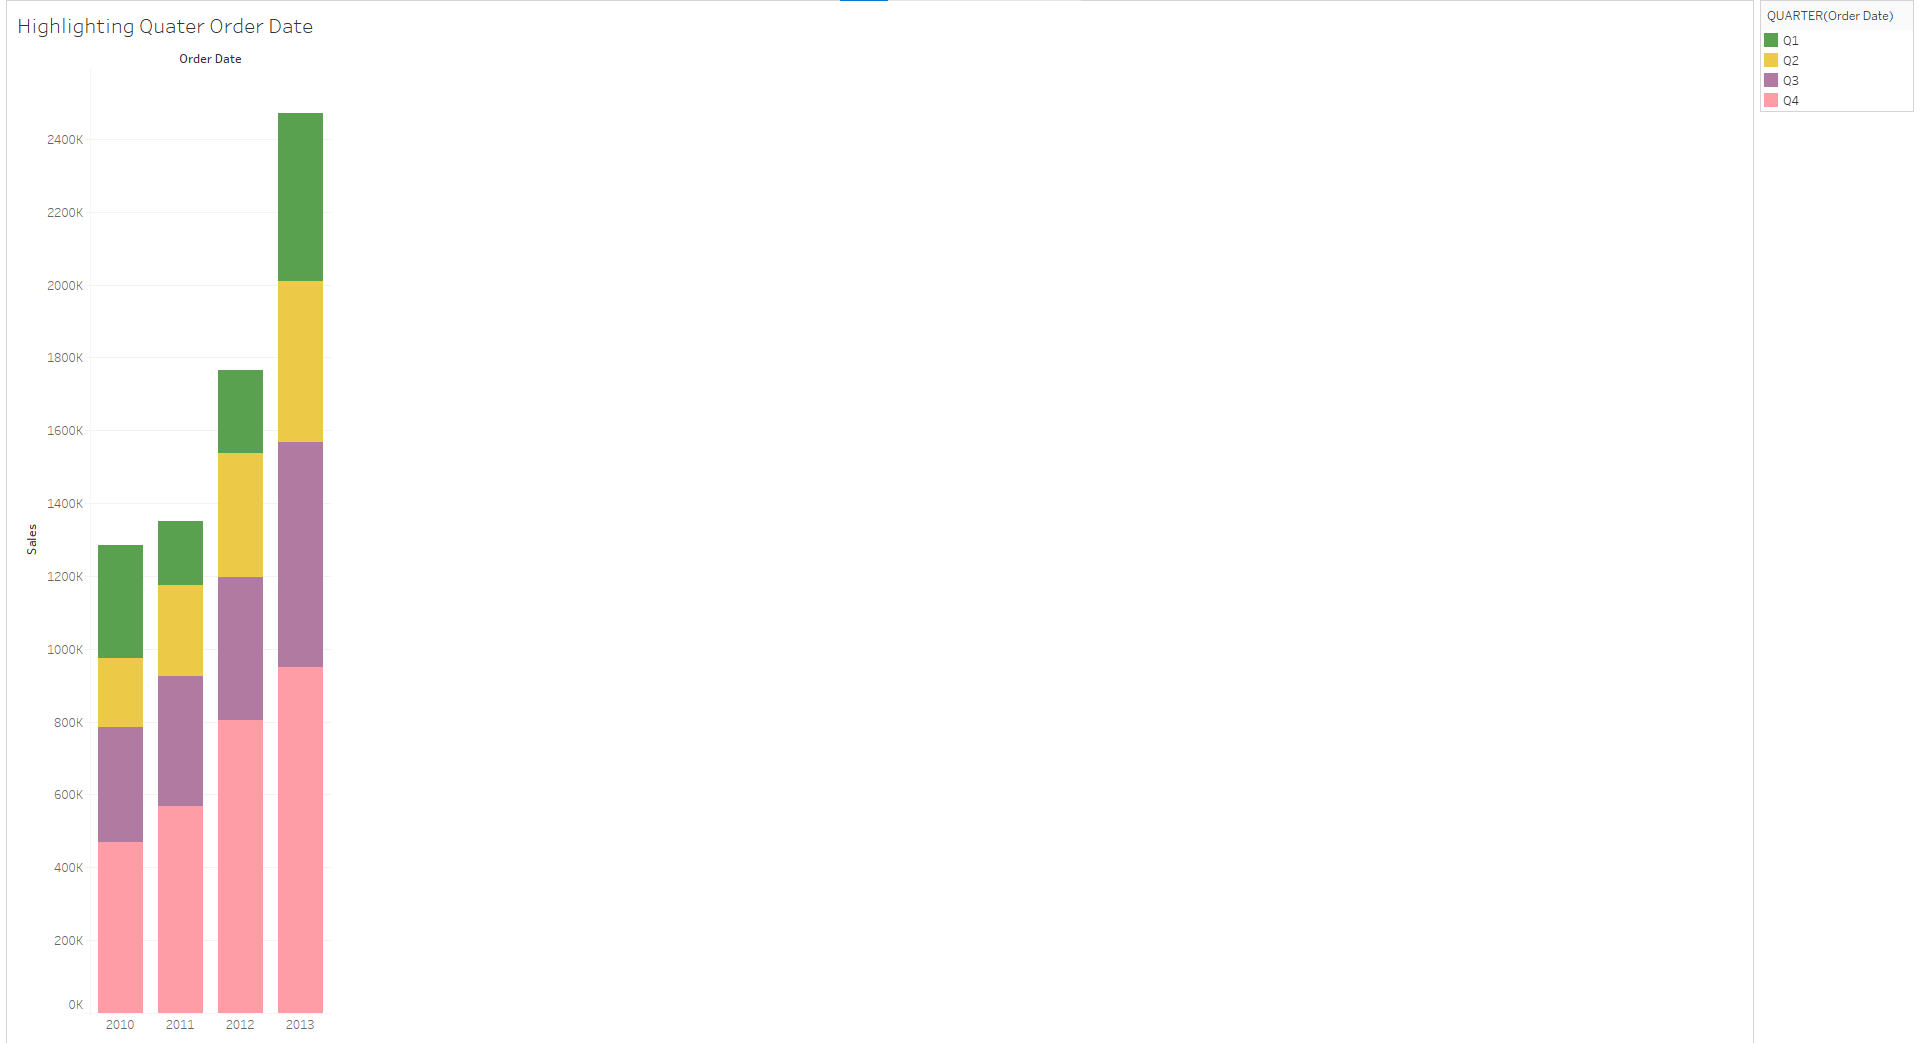 Highlighting Quater Order Date
Order Date
2400K
2200K
2000K
1800K
1600K
1400K
1200K
1000K
800K
600K
400K
200K
0K
Sales
2010 2011 2012 2013
QUARTER(Order Date)
Q1
Q2
Q3
Q4